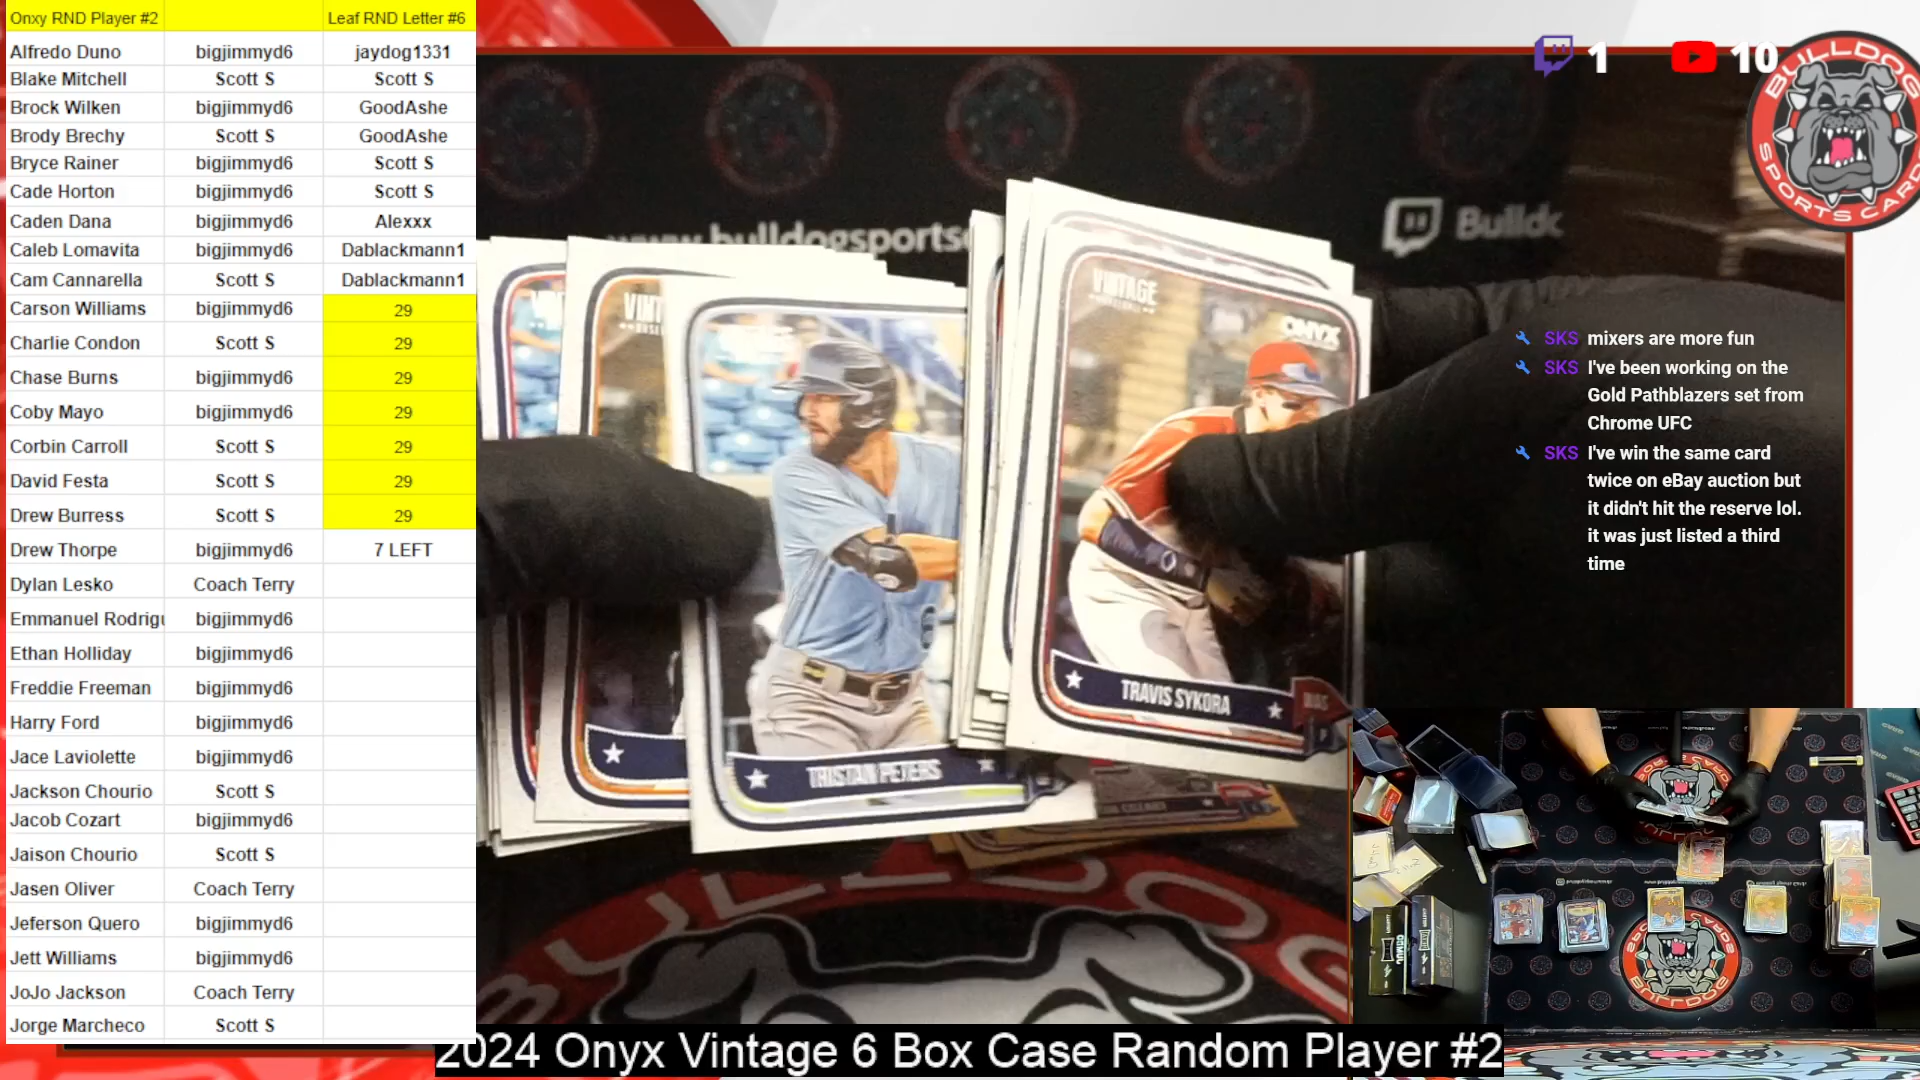 Onxy RND Player #2 Leaf RND Letter #6
Alfredo Duno bigjimmyd6 jaydog1331
Blake Mitchell Scott S Scott S
Brock Wilken bigjimmyd6 GoodAshe
Brody Brechy Scott S GoodAshe
Bryce Rainer bigjimmyd6 Scott S
Cade Horton bigjimmyd6 Scott S
Caden Dana bigjimmyd6 Alexxx
Caleb Lomavita bigjimmyd6 Dablackmann1
Cam Cannarella Scott S Dablackmann1
Carson Williams bigjimmyd6 29
Charlie Condon Scott S 29
Chase Burns bigjimmyd6 29
Coby Mayo bigjimmyd6 29
Corbin Carroll Scott S 29
David Festa Scott S 29
Drew Burress Scott S 29
Drew Thorpe bigjimmyd6 7 LEFT
Dylan Lesko Coach Terry
Emmanuel Rodrigu bigjimmyd6
Ethan Holliday bigjimmyd6
Freddie Freeman bigjimmyd6
Harry Ford bigjimmyd6
Jace Laviolette bigjimmyd6
Jackson Chourio Scott S
Jacob Cozart bigjimmyd6
Jaison Chourio Scott S
Jasen Oliver Coach Terry
Jeferson Quero bigjimmyd6
Jett Williams bigjimmyd6
JoJo Jackson Coach Terry
Jorge Marcheco Scott S
1 10
BULLDOG
SPORTS CARDS
www.bulldogsportsc
Bulldo
VINTAGE
ONYX
TRAVIS SYKORA
WAS
P
TRISTAN PETERS
SKS mixers are more fun
SKS I've been working on the
Gold Pathblazers set from
Chrome UFC
SKS I've win the same card
twice on eBay auction but
it didn't hit the reserve lol.
it was just listed a third
time
BULLDOG
2024 Onyx Vintage 6 Box Case Random Player #2